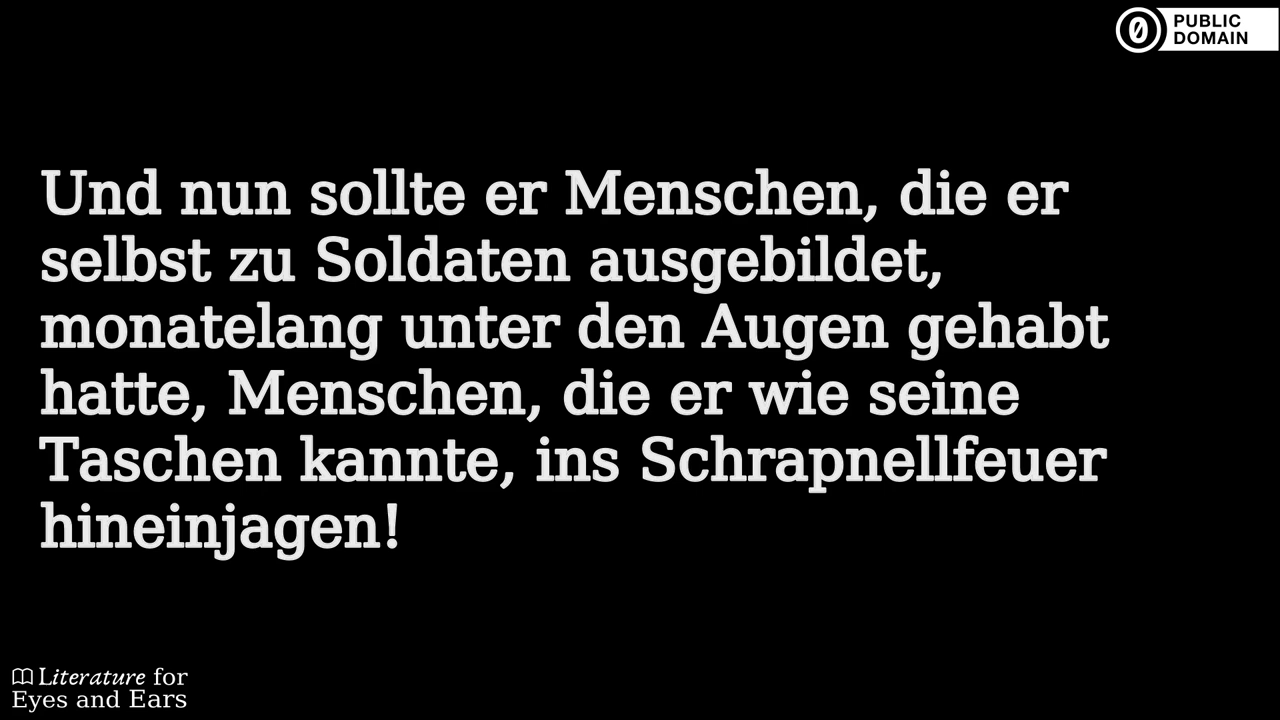 PUBLIC
DOMAIN
Und nun sollte er Menschen, die er
selbst zu Soldaten ausgebildet,
monatelang unter den Augen gehabt
hatte, Menschen, die er wie seine
Taschen kannte, ins Schrapnellfeuer
hineinjagen!
Literature for
Eyes and Ears